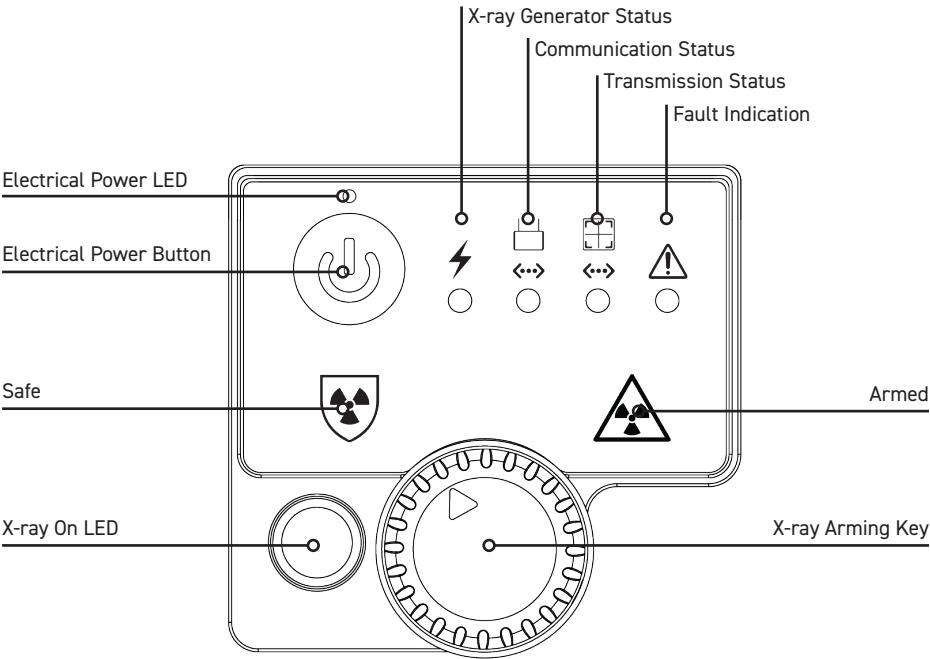 X-ray Generator Status
Communication Status
Transmission Status
Fault Indication
Electrical Power LED
Electrical Power Button
Safe
Armed
X-ray On LED
X-ray Arming Key